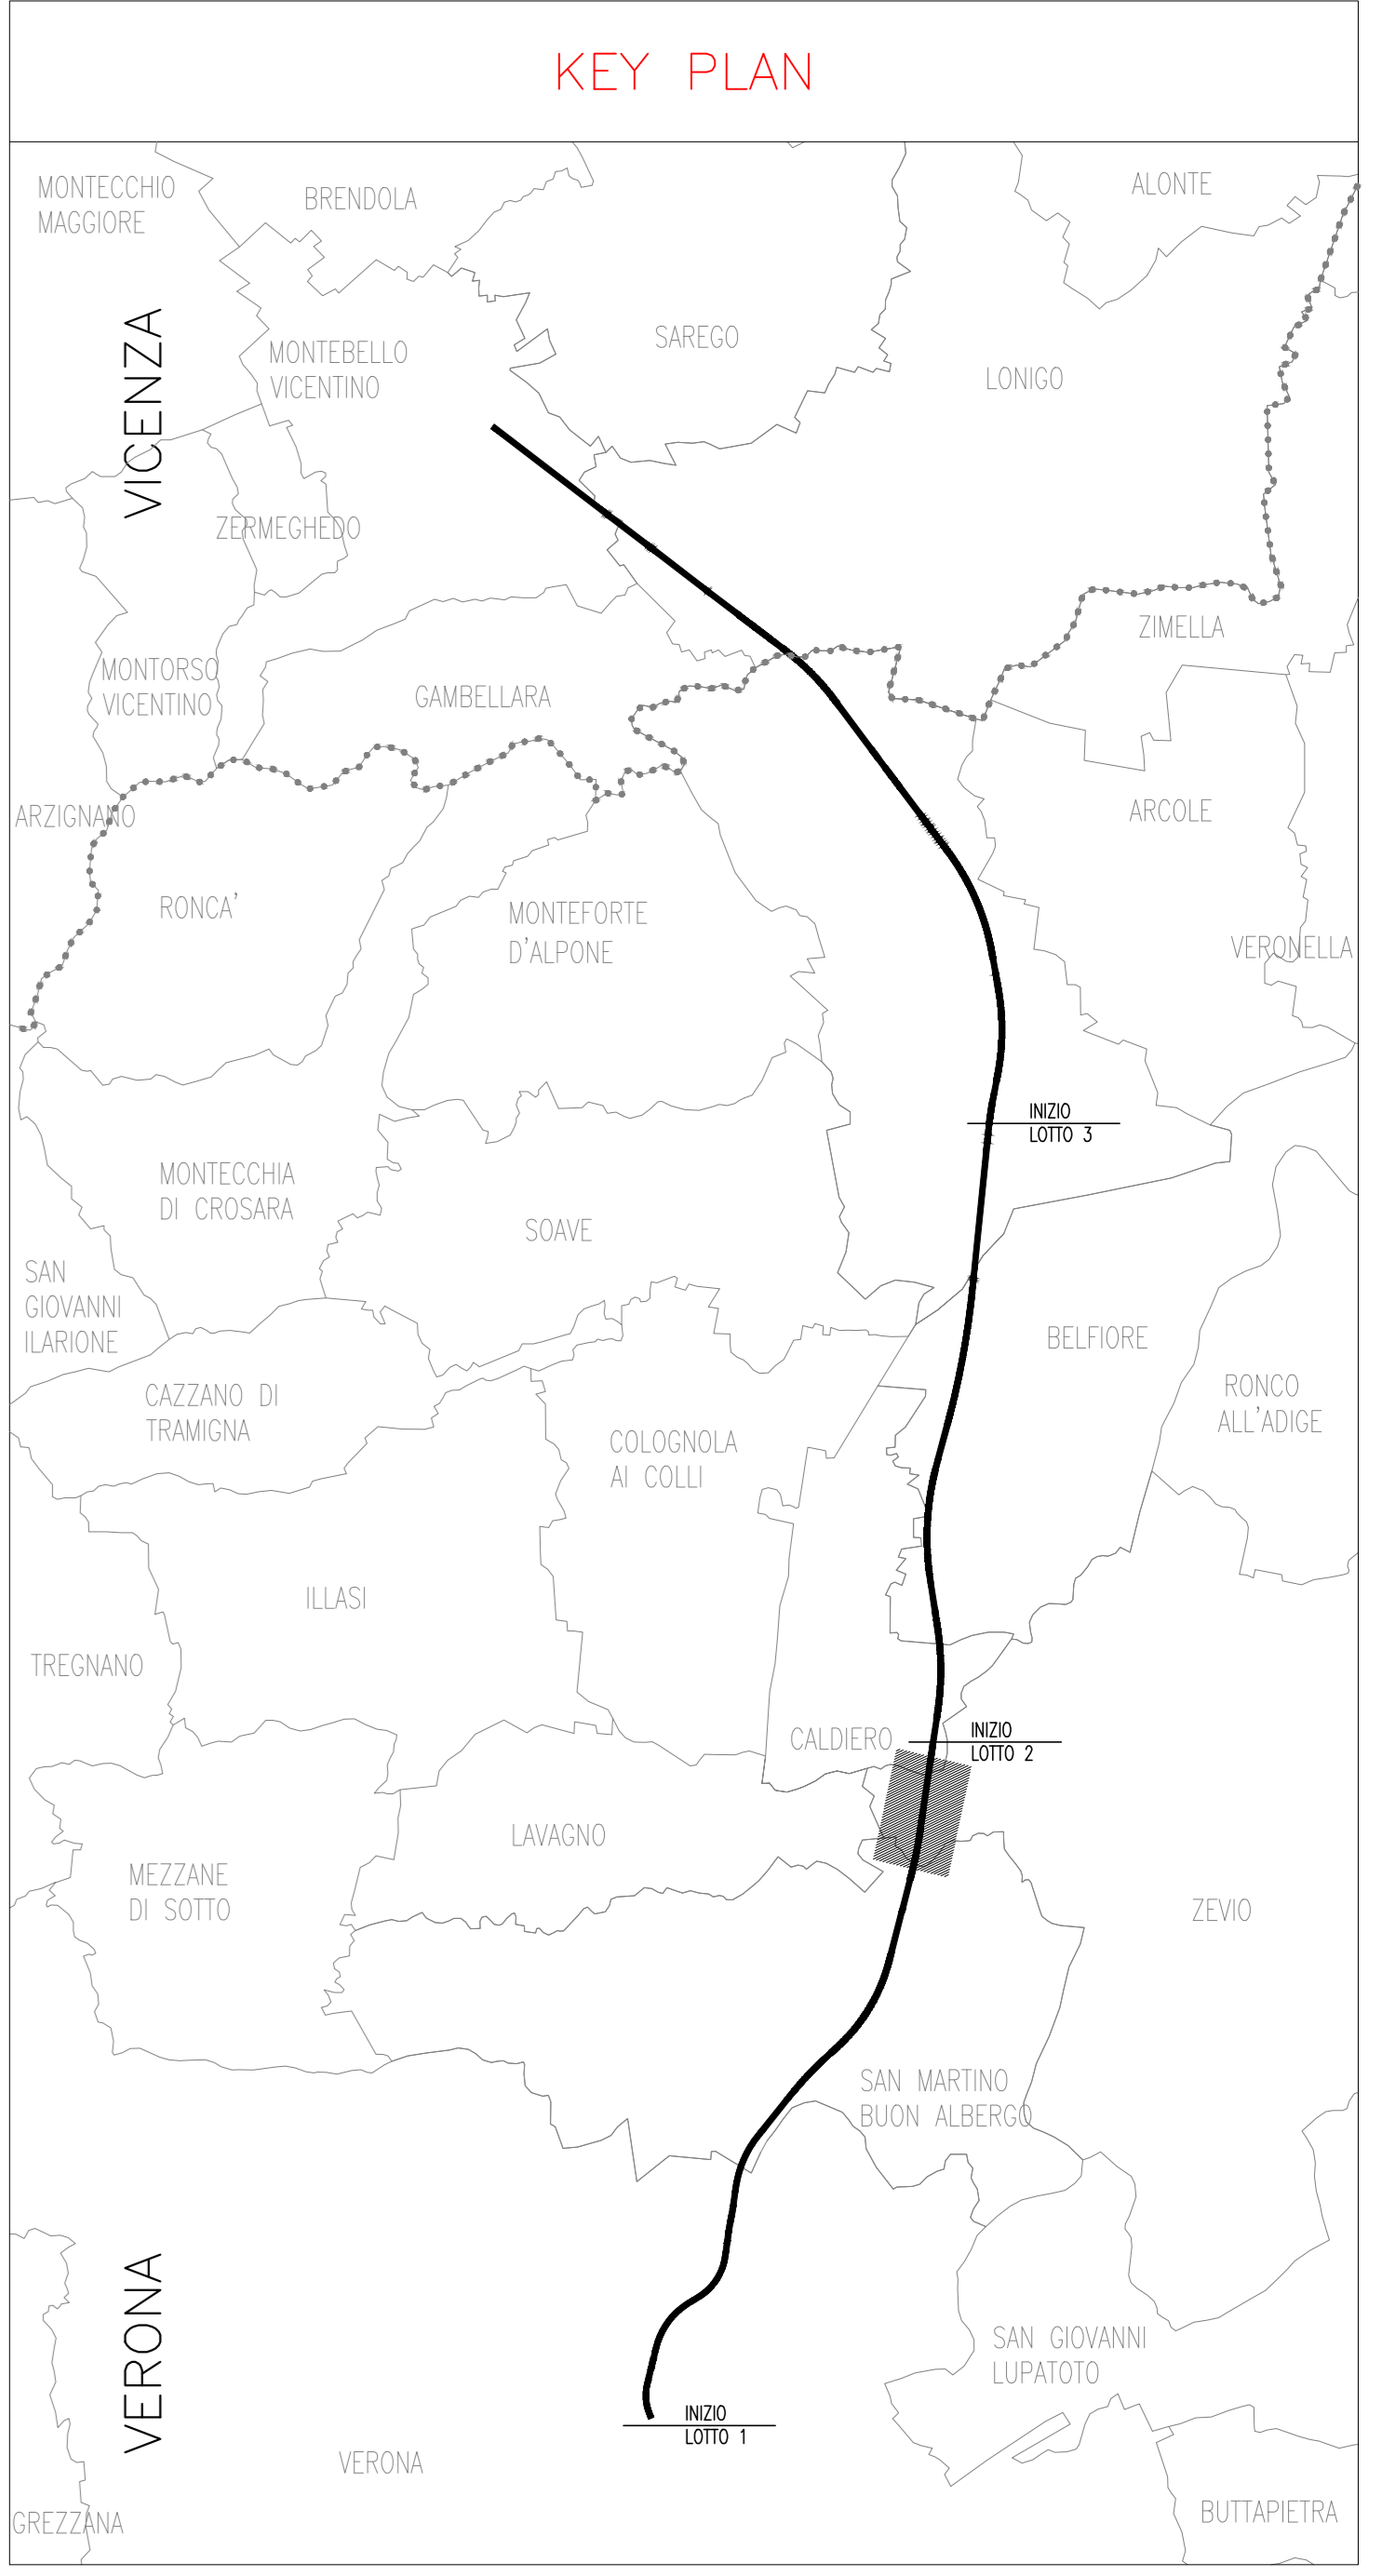 KEY PLAN
MONTECCHIO
MAGGIORE
BRENDOLA
ALONTE
VICENZA
MONTEBELLO
VICENTINO
SAREGO
LONIGO
ZERMEGHEDO
ZIMELLA
MONTORSO
VICENTINO
GAMBELLARA
ARZIGNANO
ARCOLE
RONCA'
MONTEFORTE
D'ALPONE
VERONELLA
INIZIO
LOTTO 3
MONTECCHIA
DI CROSARA
SOAVE
SAN
GIOVANNI
ILARIONE
BELFIORE
CAZZANO DI
TRAMIGNA
RONCO
ALL'ADIGE
COLOGNOLA
AI COLLI
ILLASI
TREGNANO
CALDIERO
INIZIO
LOTTO 2
LAVAGNO
MEZZANE
DI SOTTO
ZEVIO
SAN MARTINO
BUON ALBERGO
VERONA
SAN GIOVANNI
LUPATOTO
INIZIO
LOTTO 1
VERONA
GREZZANA
BUTTAPIETRA